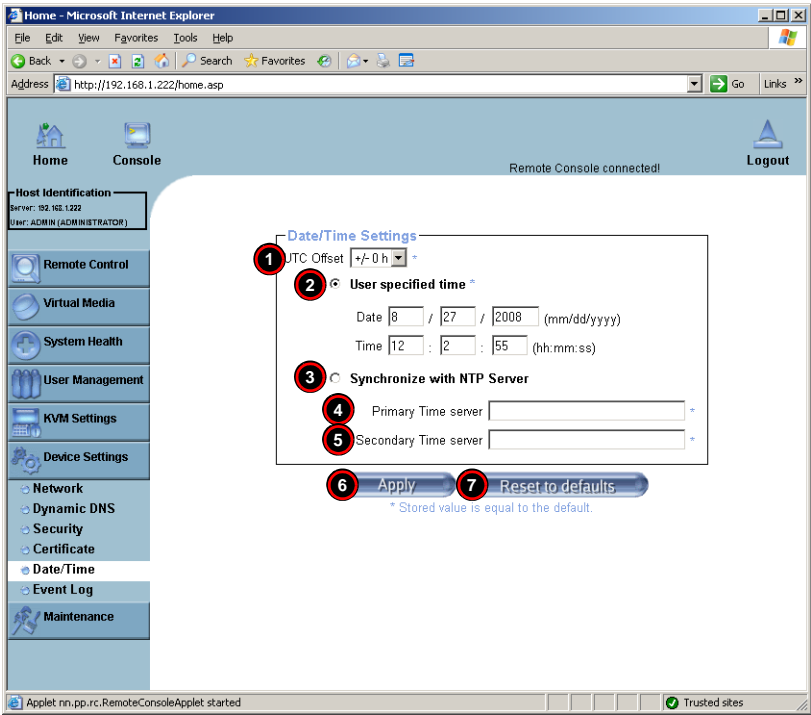 Home - Microsoft Internet Explorer
File Edit View Favorites Tools Help
Back Search Favorites
Address http://192.168.1.222/home.asp Go Links »
Home Console Logout
Remote Console connected!
Host Identification
Server: 192.168.1.222
User: ADMIN (ADMINISTRATOR)
Remote Control
Virtual Media
System Health
User Management
KVM Settings
Device Settings
Network
Dynamic DNS
Security
Certificate
Date/Time
Event Log
Maintenance
Date/Time Settings
1 UTC Offset +/- 0 h *
2 User specified time *
Date 8 / 27 / 2008 (mm/dd/yyyy)
Time 12 : 2 : 55 (hh:mm:ss)
3 Synchronize with NTP Server
4 Primary Time server *
5 Secondary Time server *
6 Apply 7 Reset to defaults
* Stored value is equal to the default.
Applet nn.pp.rc.RemoteConsoleApplet started Trusted sites